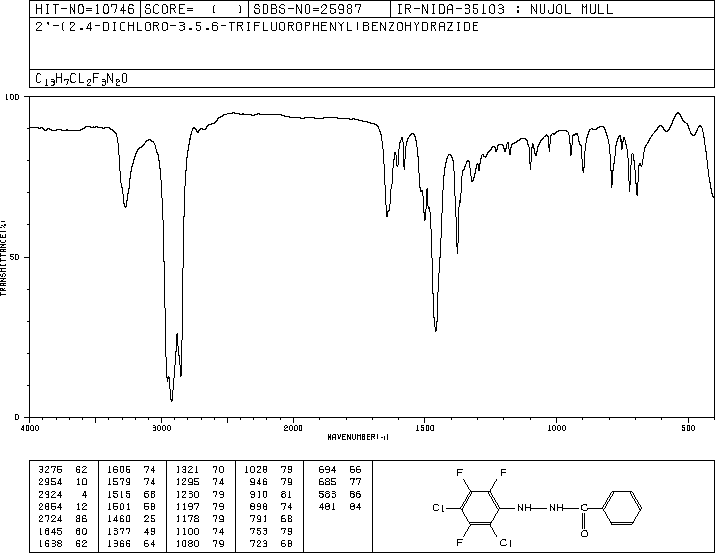 HIT-NO=10746 SCORE= ( ) SDBS-NO=25987 IR-NIDA-35103 : NUJOL MULL
2'-(2,4-DICHLORO-3,5,6-TRIFLUOROPHENYL)BENZOHYDRAZIDE
C13H7CL2F3N2O
100
TRANSMITTANCE(%)
50
0
4000 3000 2000 1500 1000 500
WAVENUMBER(-1)
3275 62 1605 74 1321 70 1028 79 694 66
2954 10 1579 74 1295 74 946 79 685 77
2924 4 1515 68 1230 79 910 81 583 86
2854 12 1501 58 1197 79 898 74 481 84
2724 86 1460 25 1178 79 791 68
1645 60 1377 49 1100 74 753 79
1638 62 1366 64 1080 79 723 68
F F
Cl NH NH C
O
F Cl